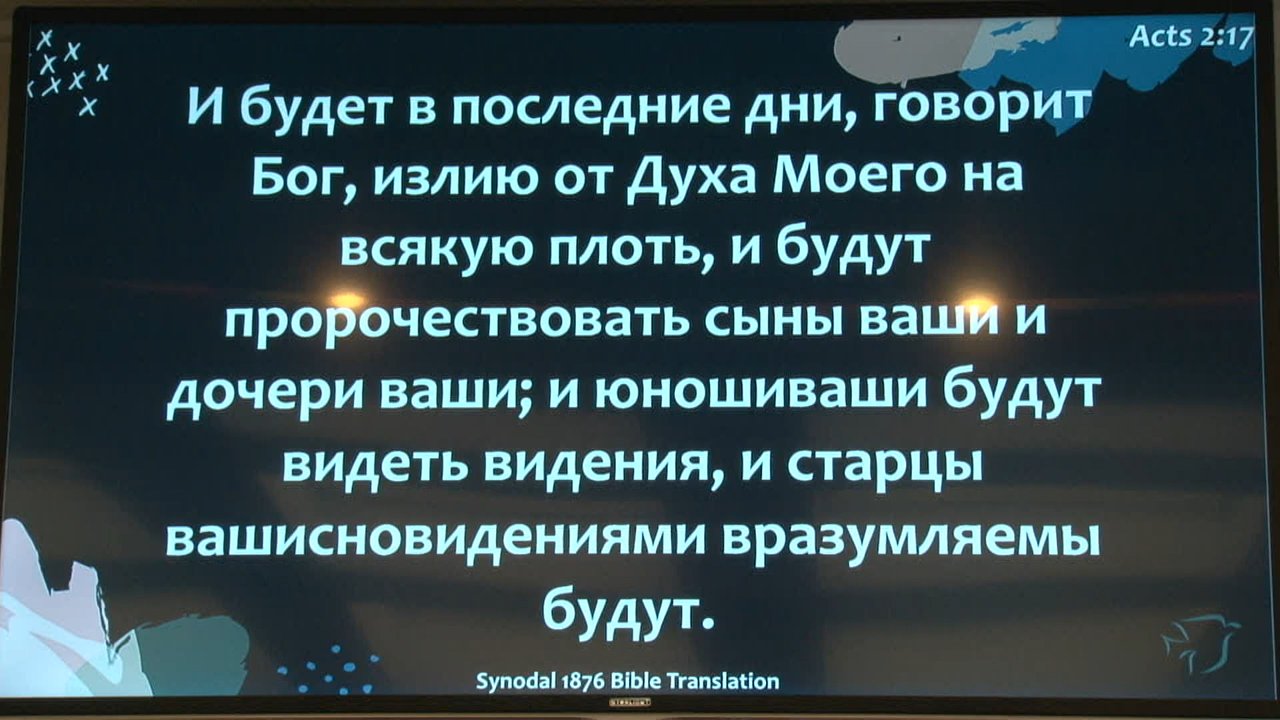 Acts 2:17
И будет в последние дни, говорит
Бог, излию от Духа Моего на
всякую плоть, и будут
пророчествовать сыны ваши и
дочери ваши; и юношиваши будут
видеть видения, и старцы
вашисновидениями вразумляемы
будут.
Synodal 1876 Bible Translation